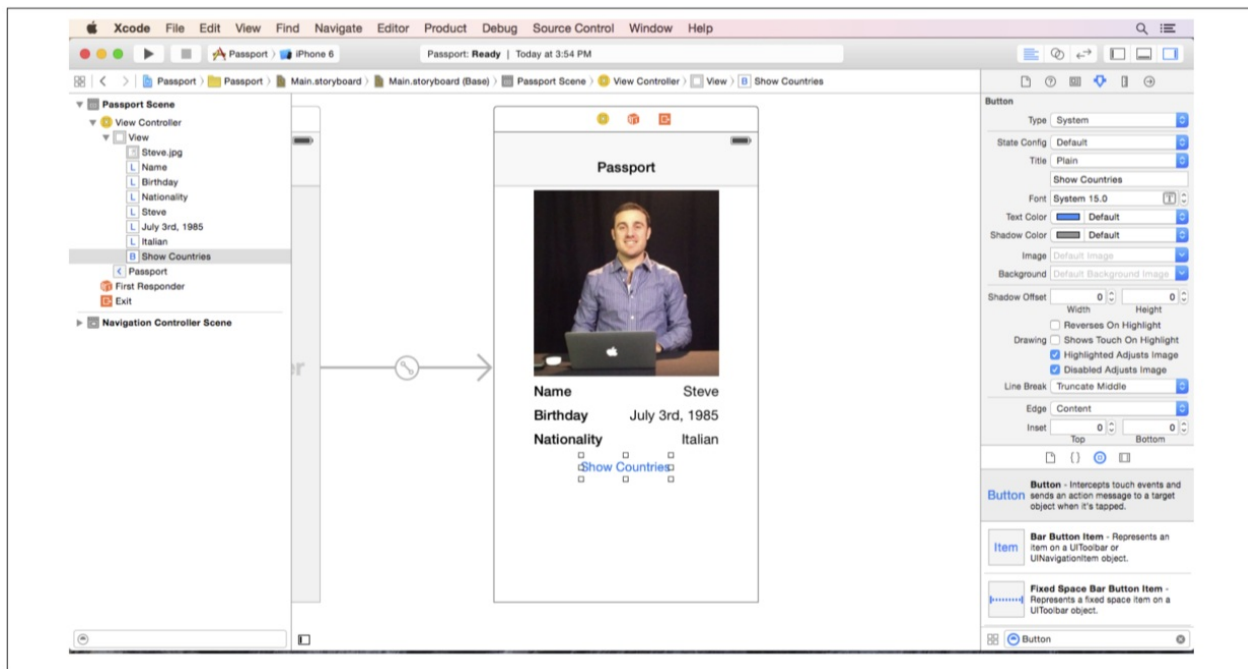 Xcode File Edit View Find Navigate Editor Product Debug Source Control Window Help
Passport iPhone 6 Passport: Ready | Today at 3:54 PM
Passport Passport Main.storyboard Main.storyboard (Base) Passport Scene View Controller View B Show Countries
Passport Scene
View Controller
View
Steve.jpg
L Name
L Birthday
L Nationality
L Steve
L July 3rd, 1985
L Italian
B Show Countries
Passport
First Responder
Exit
Navigation Controller Scene
er
Passport
Name Steve
Birthday July 3rd, 1985
Nationality Italian
Show Countries
Button
Type System
State Config Default
Title Plain
Show Countries
Font System 15.0
Text Color Default
Shadow Color Default
Image Default Image
Background Default Background Image
Shadow Offset 0 0
Width Height
Reverses On Highlight
Drawing Shows Touch On Highlight
Highlighted Adjusts Image
Disabled Adjusts Image
Line Break Truncate Middle
Edge Content
Inset 0 0
Top Bottom
{}
Button
Button - Intercepts touch events and
sends an action message to a target
object when it's tapped.
Item
Bar Button Item - Represents an
item on a UIToolbar or
UINavigationItem object.
Fixed Space Bar Button Item -
Represents a fixed space item on a
UIToolbar object.
Button